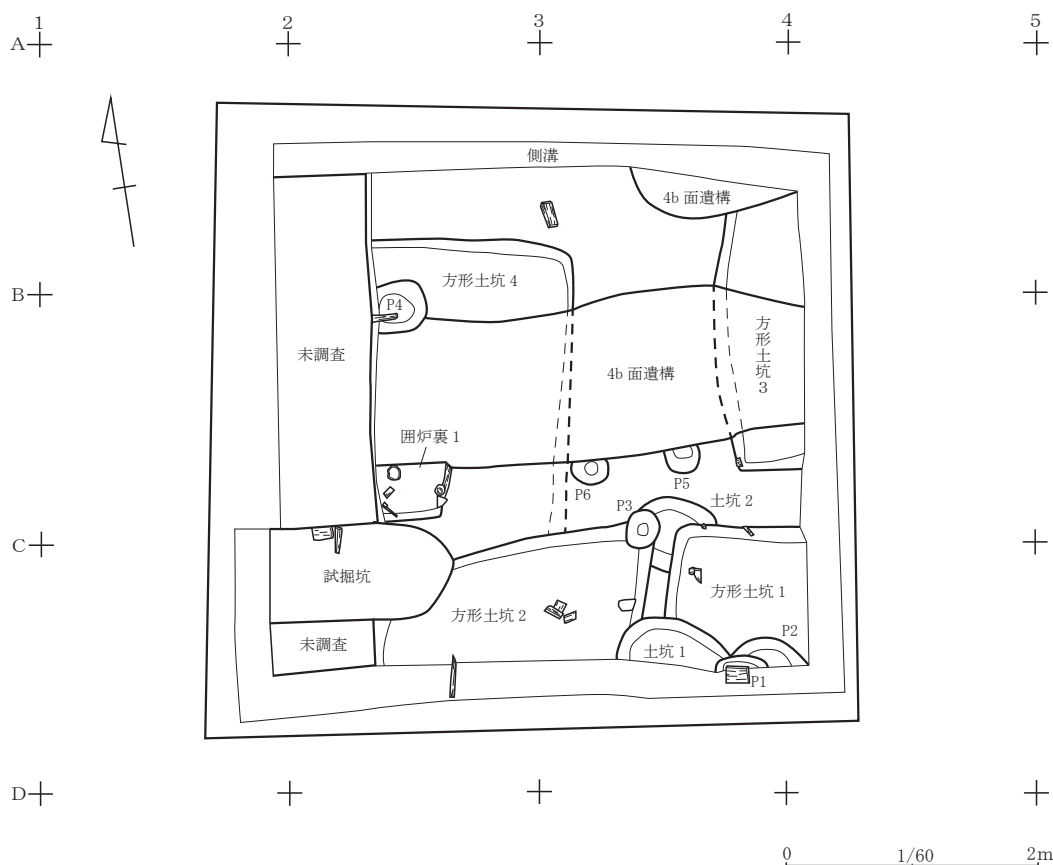 1
2
3
4
5
A
側溝
4b 面遺構
方形土坑 4
B
P4
方形土坑 3
未調査
4b 面遺構
囲炉裏 1
P6
P5
P3
土坑 2
C
試掘坑
方形土坑 2
方形土坑 1
未調査
土坑 1
P2
P1
D
0
1/60
2m